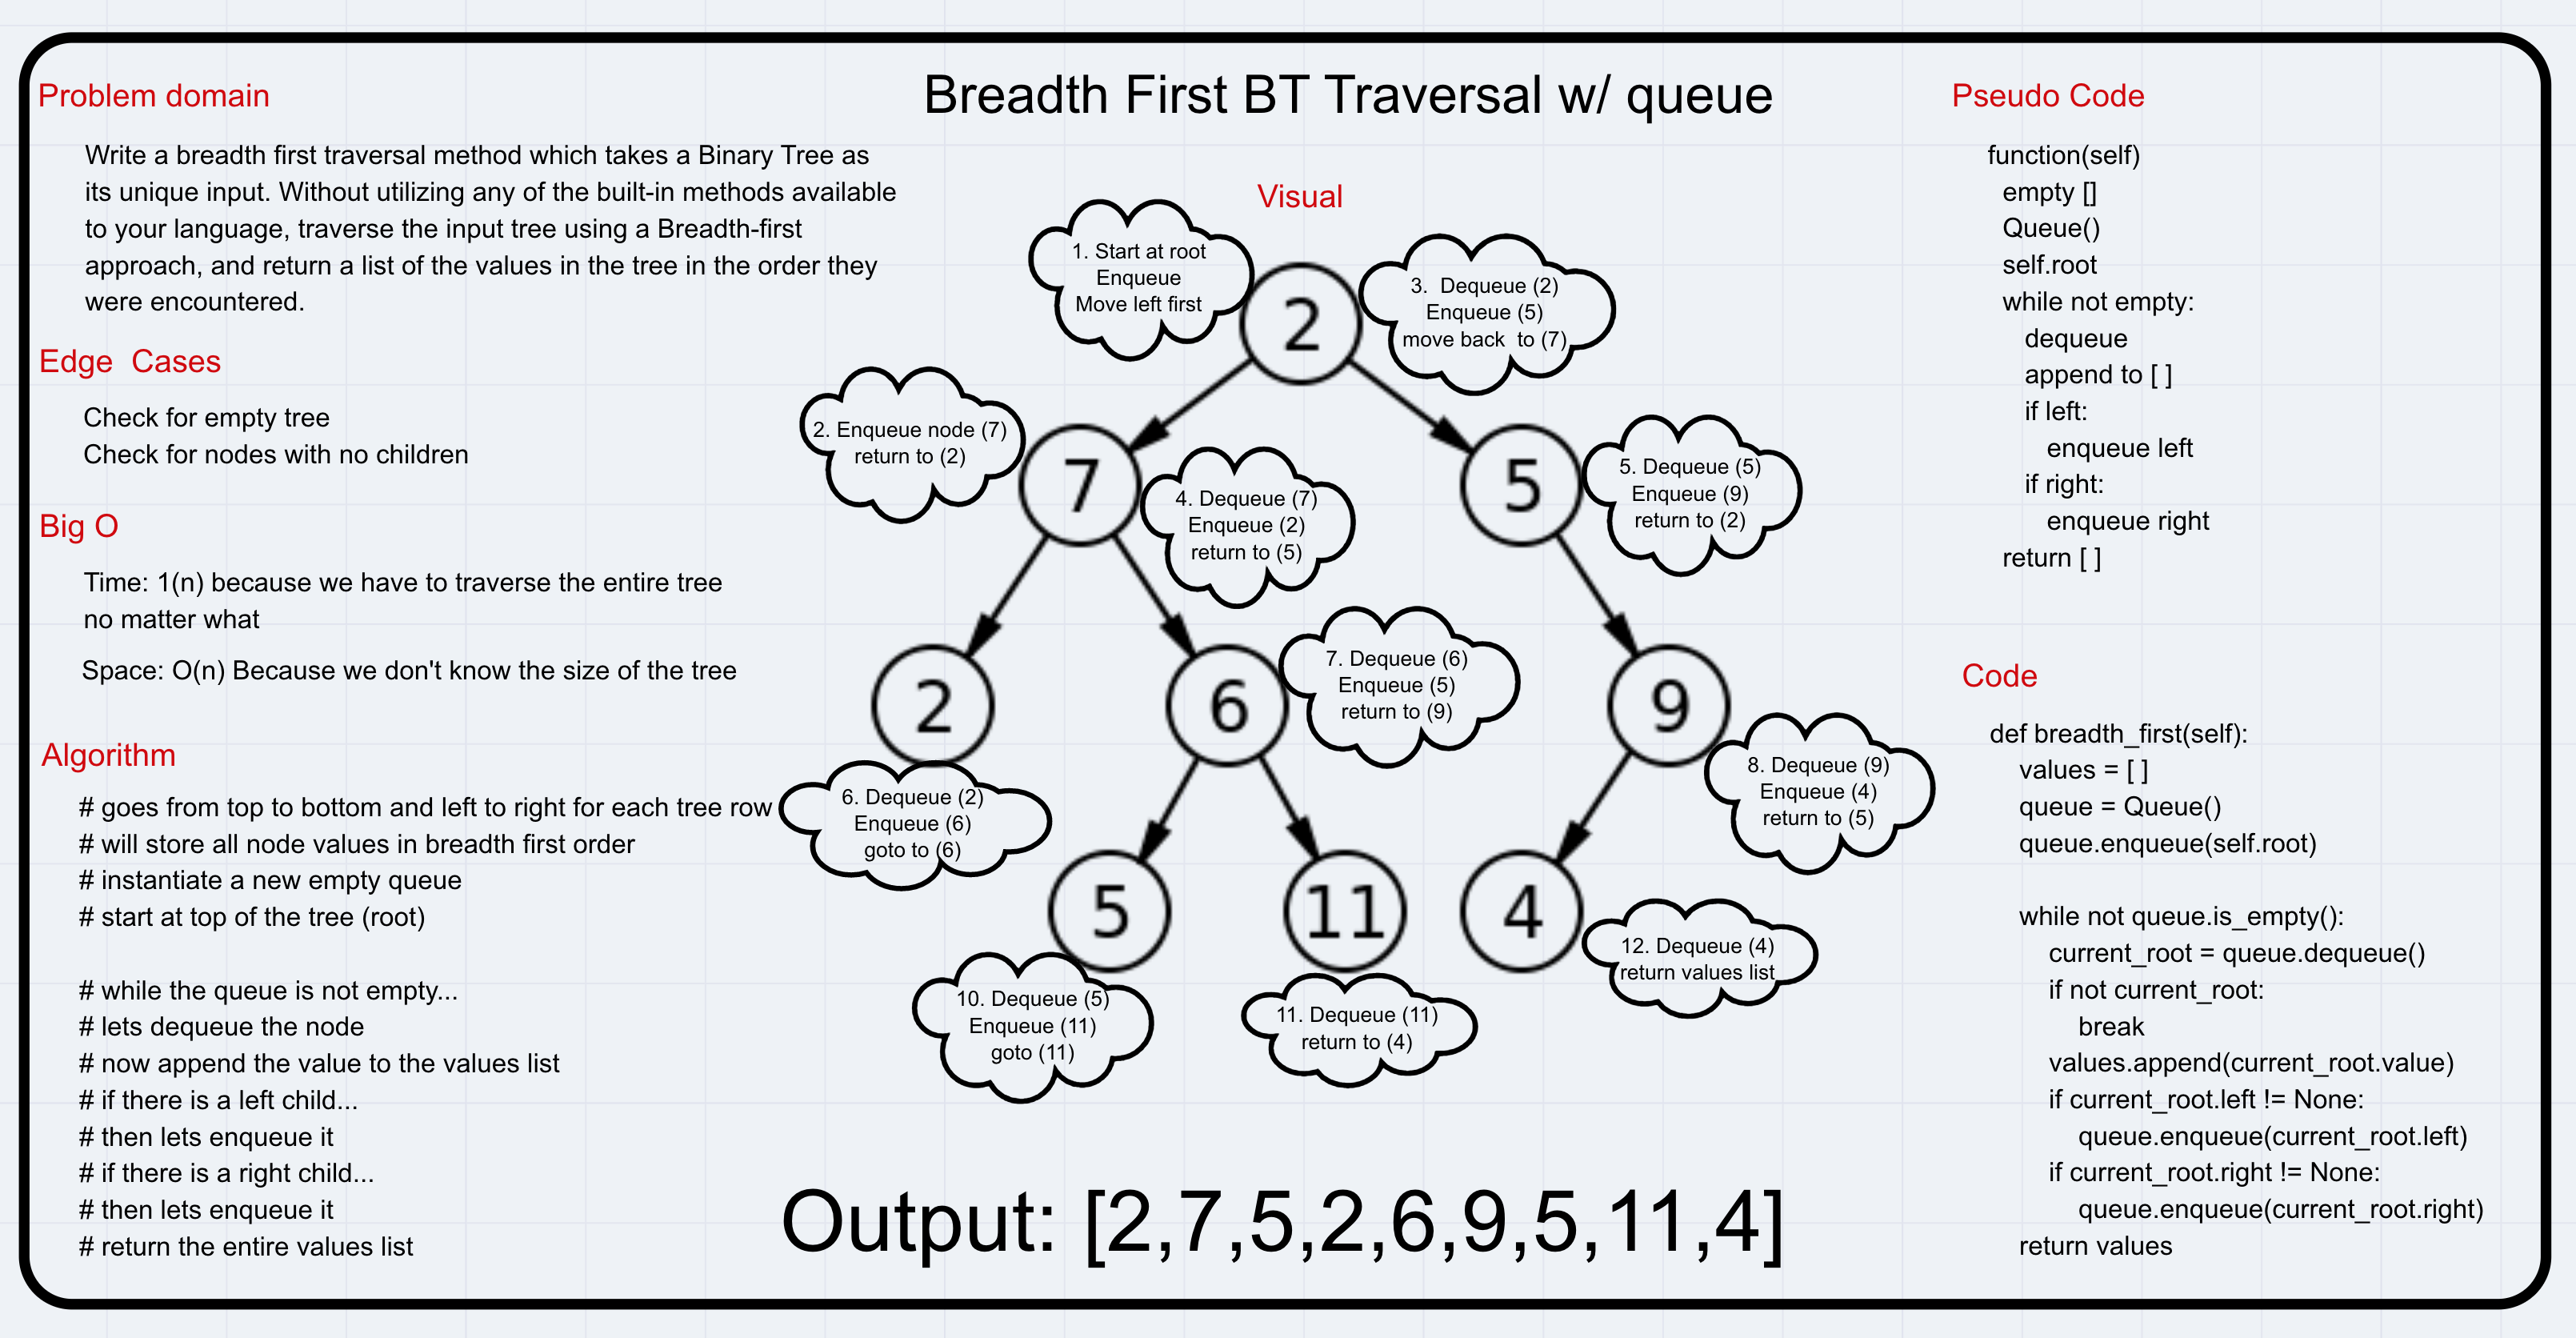 Breadth First BT Traversal w/ queue
Problem domain
Write a breadth first traversal method which takes a Binary Tree as
its unique input. Without utilizing any of the built-in methods available
to your language, traverse the input tree using a Breadth-first
approach, and return a list of the values in the tree in the order they
were encountered.
Edge  Cases
Check for empty tree
Check for nodes with no children
Big O
Time: 1(n) because we have to traverse the entire tree
no matter what
Space: O(n) Because we don't know the size of the tree
Algorithm
# goes from top to bottom and left to right for each tree row
# will store all node values in breadth first order
# instantiate a new empty queue
# start at top of the tree (root)
# while the queue is not empty...
# lets dequeue the node
# now append the value to the values list
# if there is a left child...
# then lets enqueue it
# if there is a right child...
# then lets enqueue it
# return the entire values list
Visual
1. Start at root
Enqueue
Move left first
2
3.  Dequeue (2)
Enqueue (5)
move back  to (7)
2. Enqueue node (7)
return to (2)
7
4. Dequeue (7)
Enqueue (2)
return to (5)
5
5. Dequeue (5)
Enqueue (9)
return to (2)
2
6. Dequeue (2)
Enqueue (6)
goto to (6)
6
7. Dequeue (6)
Enqueue (5)
return to (9)
9
8. Dequeue (9)
Enqueue (4)
return to (5)
5
10. Dequeue (5)
Enqueue (11)
goto (11)
11
11. Dequeue (11)
return to (4)
4
12. Dequeue (4)
return values list
Output: [2,7,5,2,6,9,5,11,4]
Pseudo Code
function(self)
empty []
Queue()
self.root
while not empty:
dequeue
append to [ ]
if left:
enqueue left
if right:
enqueue right
return [ ]
Code
def breadth_first(self):
values = [ ]
queue = Queue()
queue.enqueue(self.root)
while not queue.is_empty():
current_root = queue.dequeue()
if not current_root:
break
values.append(current_root.value)
if current_root.left != None:
queue.enqueue(current_root.left)
if current_root.right != None:
queue.enqueue(current_root.right)
return values